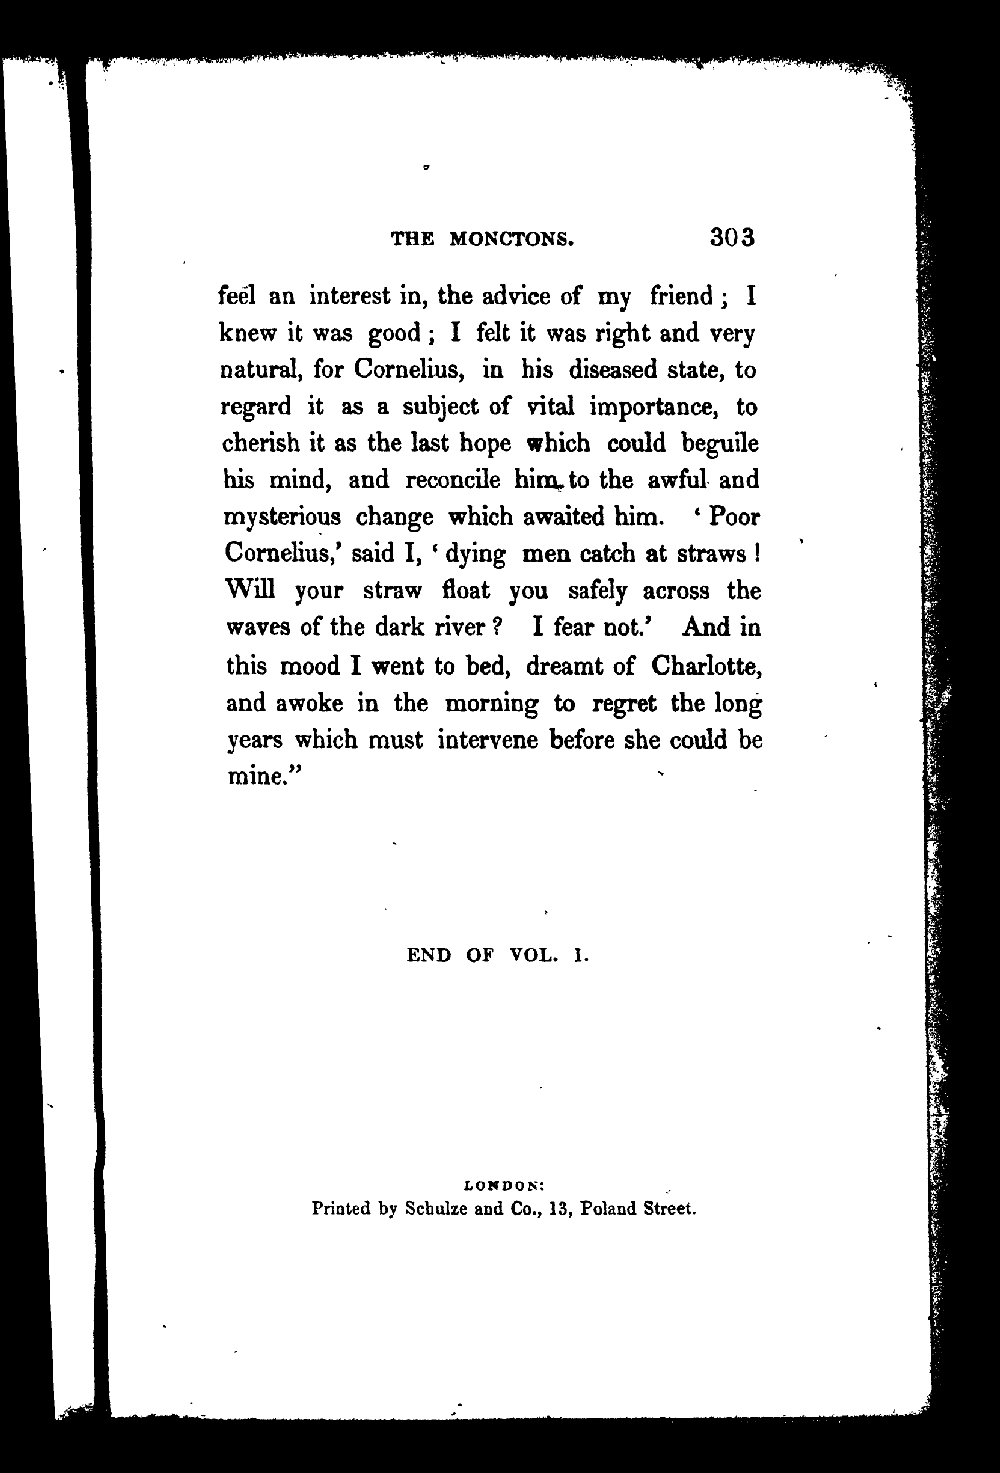 THE MONCTONS. 303
feel an interest in, the advice of my friend ; I
knew it was good ; I felt it was right and very
natural, for Cornelius, in his diseased state, to
regard it as a subject of vital importance, to
cherish it as the last hope which could beguile
his mind, and reconcile him to the awful and
mysterious change which awaited him. ‘ Poor
Cornelius,’ said I, ‘ dying men catch at straws !
Will your straw float you safely across the
waves of the dark river ? I fear not.’ And in
this mood I went to bed, dreamt of Charlotte,
and awoke in the morning to regret the long
years which must intervene before she could be
mine.”
END OF VOL. I.
LONDON:
Printed by Schulze and Co., 13, Poland Street.